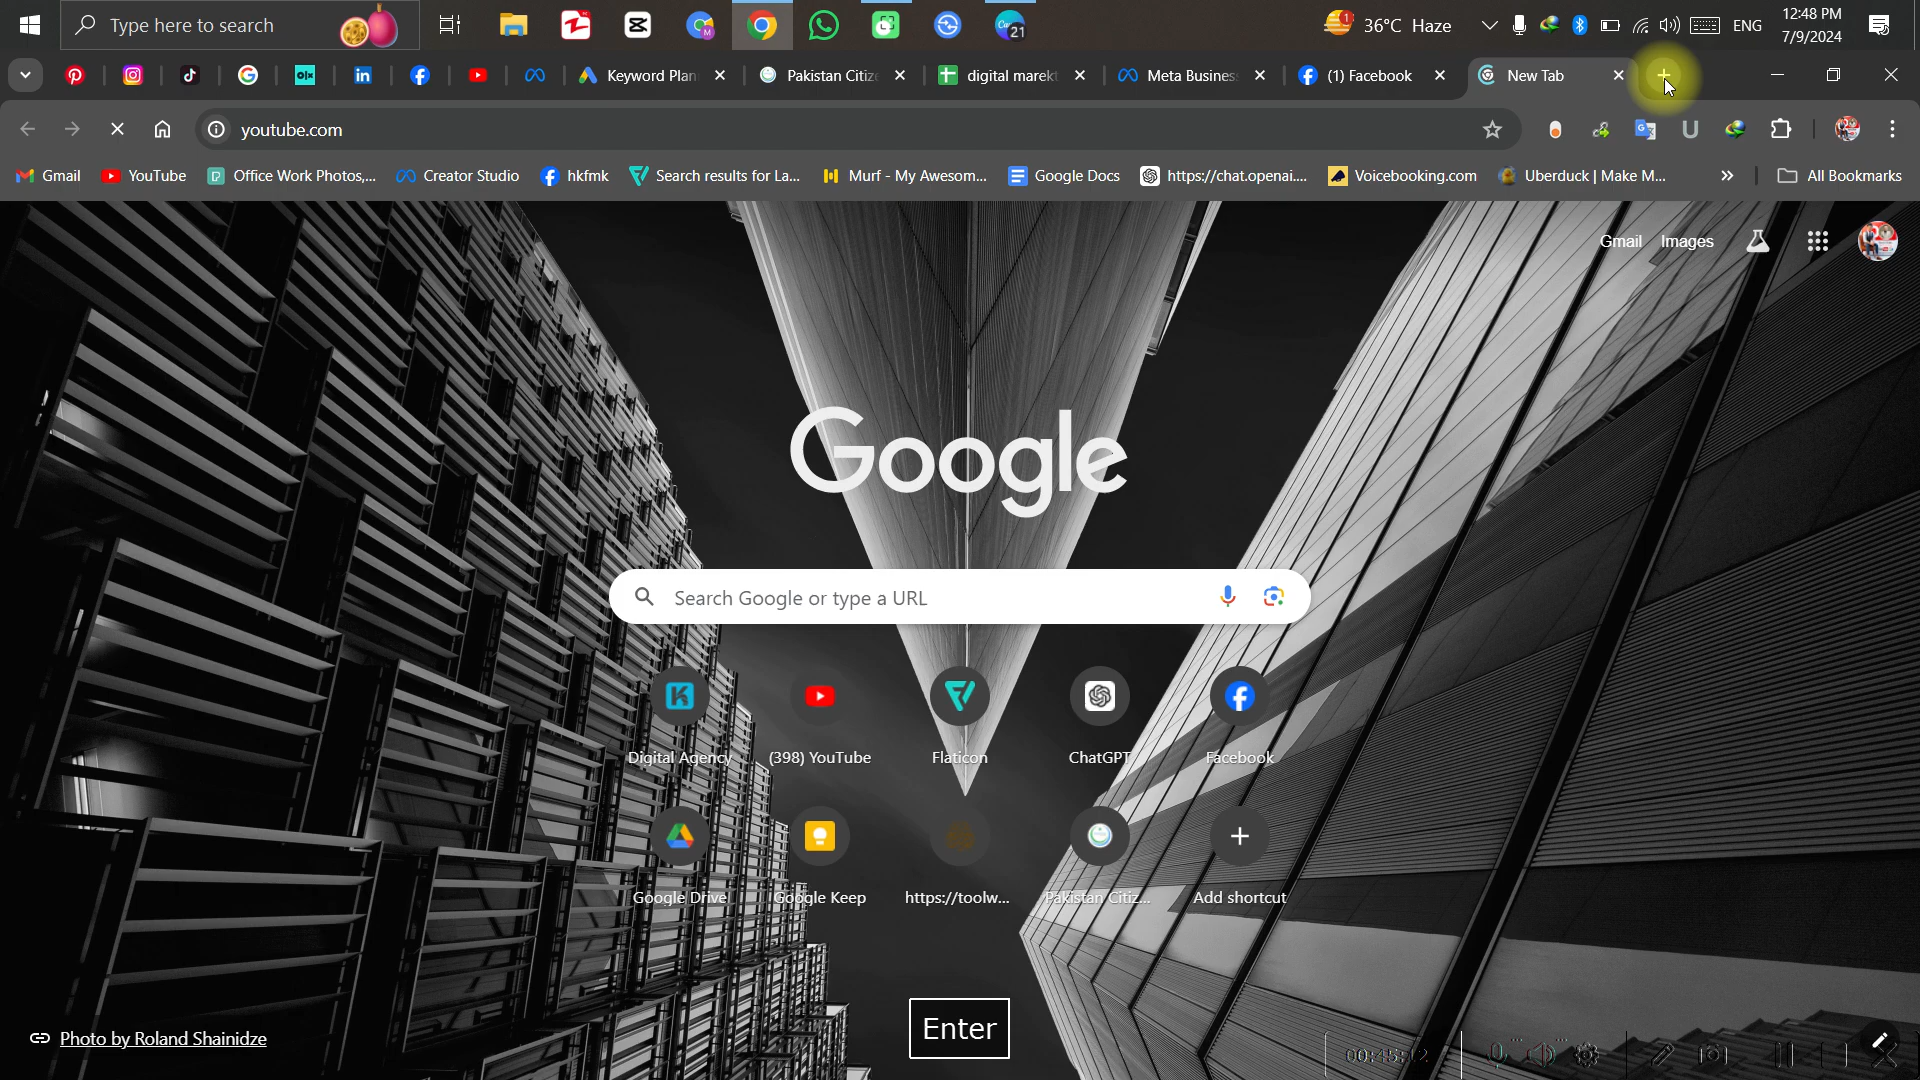 Type here to search
36°C Haze
ENG
12:48 PM
7/9/2024
21
Keyword Plan
Pakistan Citize
digital marekt
Meta Business
(1) Facebook
New Tab
youtube.com
Gmail
YouTube
Office Work Photos,...
Creator Studio
hkfmk
Search results for La...
Murf - My Awesom...
Google Docs
https://chat.openai....
Voicebooking.com
Uberduck | Make M...
All Bookmarks
Gmail Images
Google
Search Google or type a URL
Digital Agency
(398) YouTube
Flaticon
ChatGPT
Facebook
Google Drive
Google Keep
https://toolw...
Pakistan Citiz...
Add shortcut
Enter
Photo by Roland Shainidze